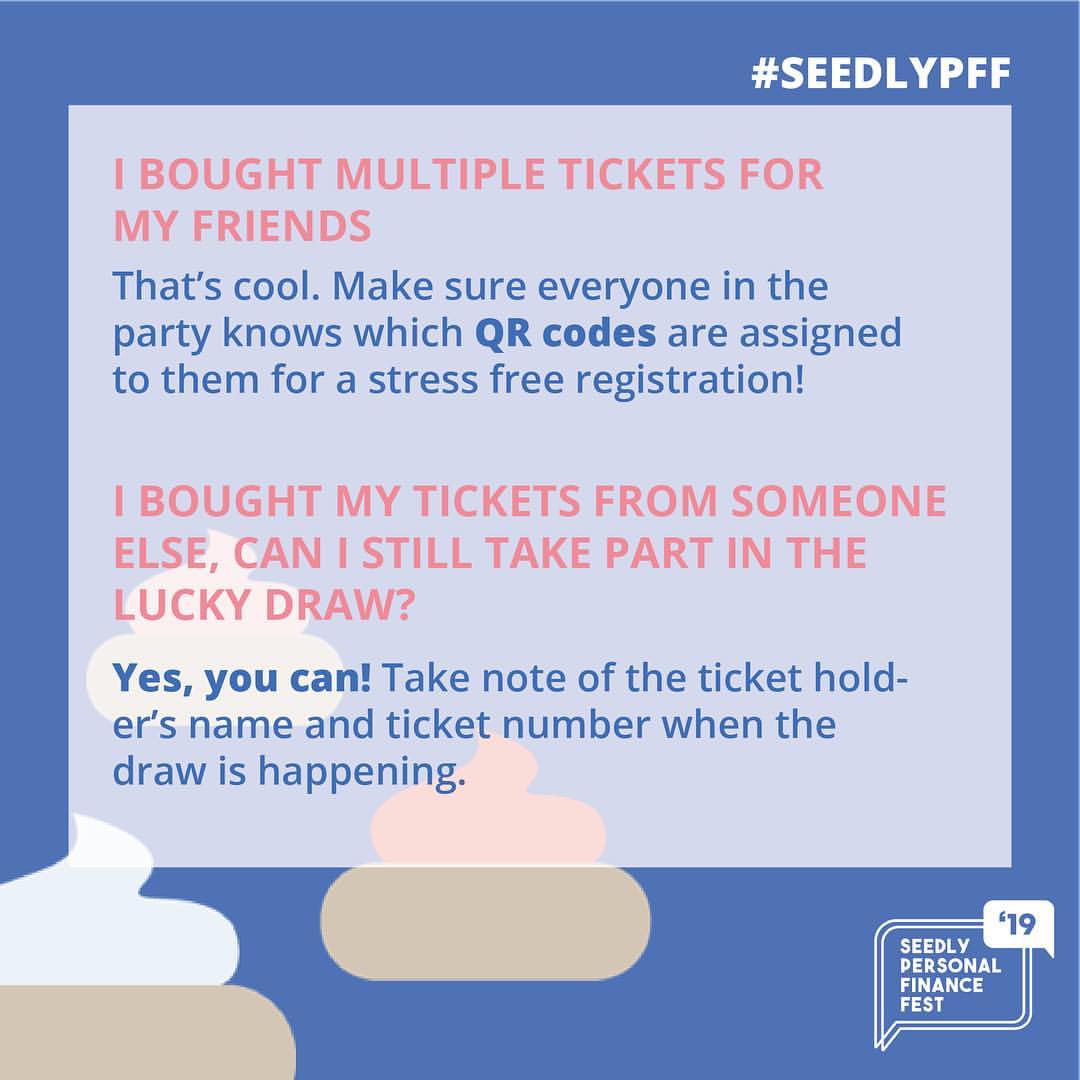 #SEEDLYPFF
I BOUGHT MULTIPLE TICKETS FOR
MY FRIENDS
That’s cool. Make sure everyone in the
party knows which QR codes are assigned
to them for a stress free registration!
I BOUGHT MY TICKETS FROM SOMEONE
ELSE, CAN I STILL TAKE PART IN THE
LUCKY DRAW?
Yes, you can! Take note of the ticket hold-
er’s name and ticket number when the
draw is happening.
‘19
SEEDLY
PERSONAL
FINANCE
FEST